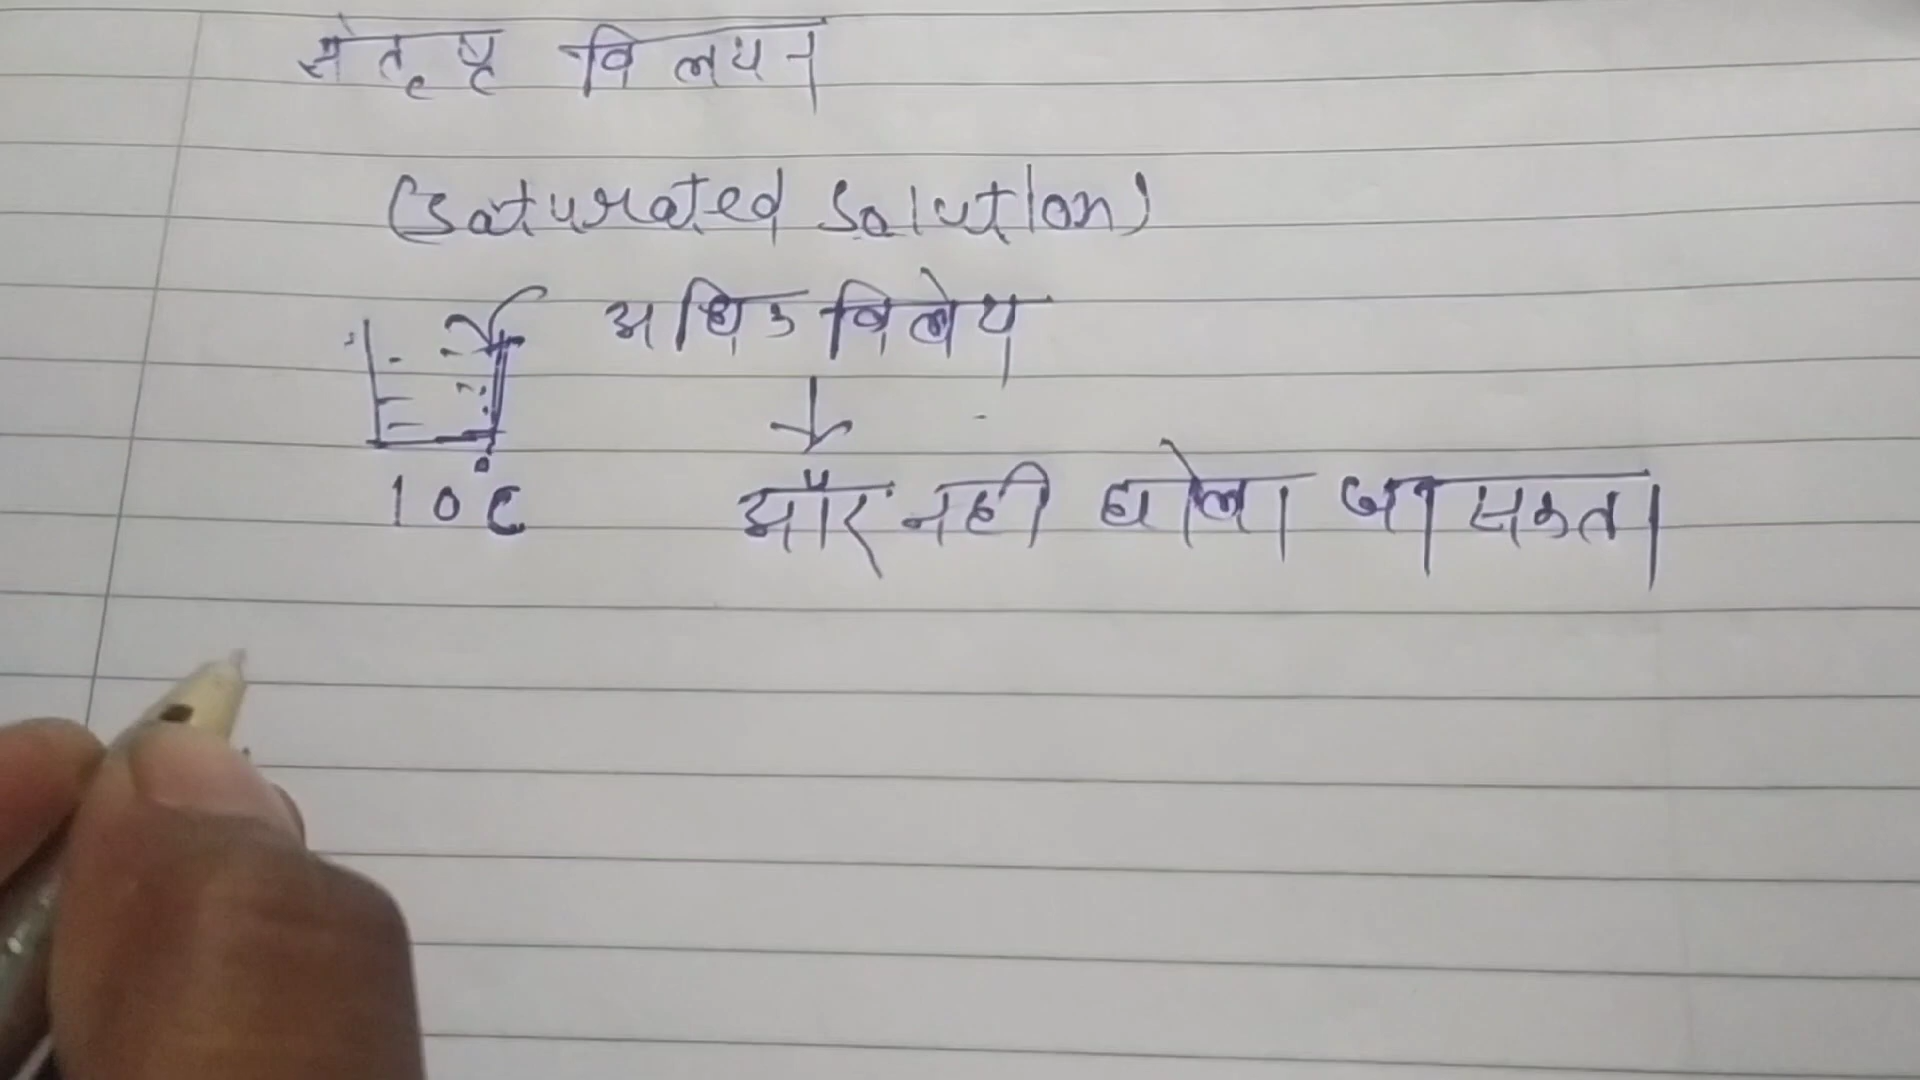 संतृप्त विलयन
(Saturated Solution)
अधिक विलेय
10°C
और नही घोला जा सकता